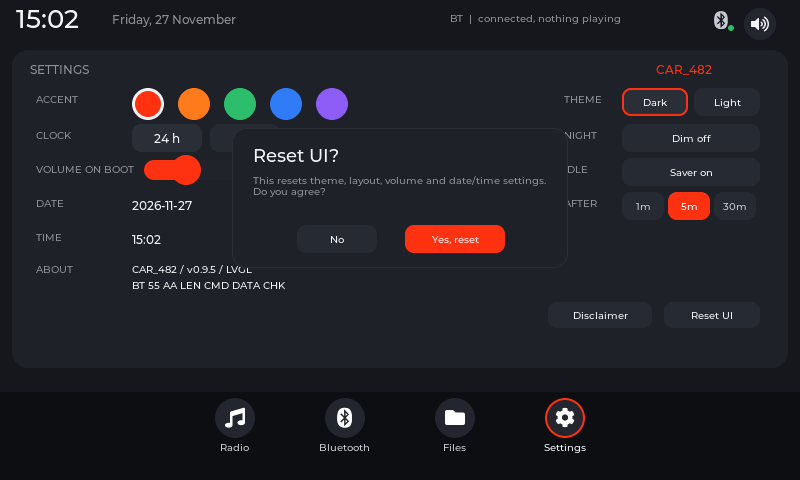 15:02
Friday, 27 November
BT | connected, nothing playing
SETTINGS
CAR_482
ACCENT
THEME
Dark
Light
CLOCK
24 h
Dim off
VOLUME ON BOOT
Saver on
DATE
2026-11-27
AFTER
1m
5m
30m
TIME
15:02
ABOUT
CAR_482 / v0.9.5 / LVGL
BT 55 AA LEN CMD DATA CHK
Reset UI?
This resets theme, layout, volume and date/time settings.
Do you agree?
No
Yes, reset
Disclaimer
Reset UI
Radio
Bluetooth
Files
Settings